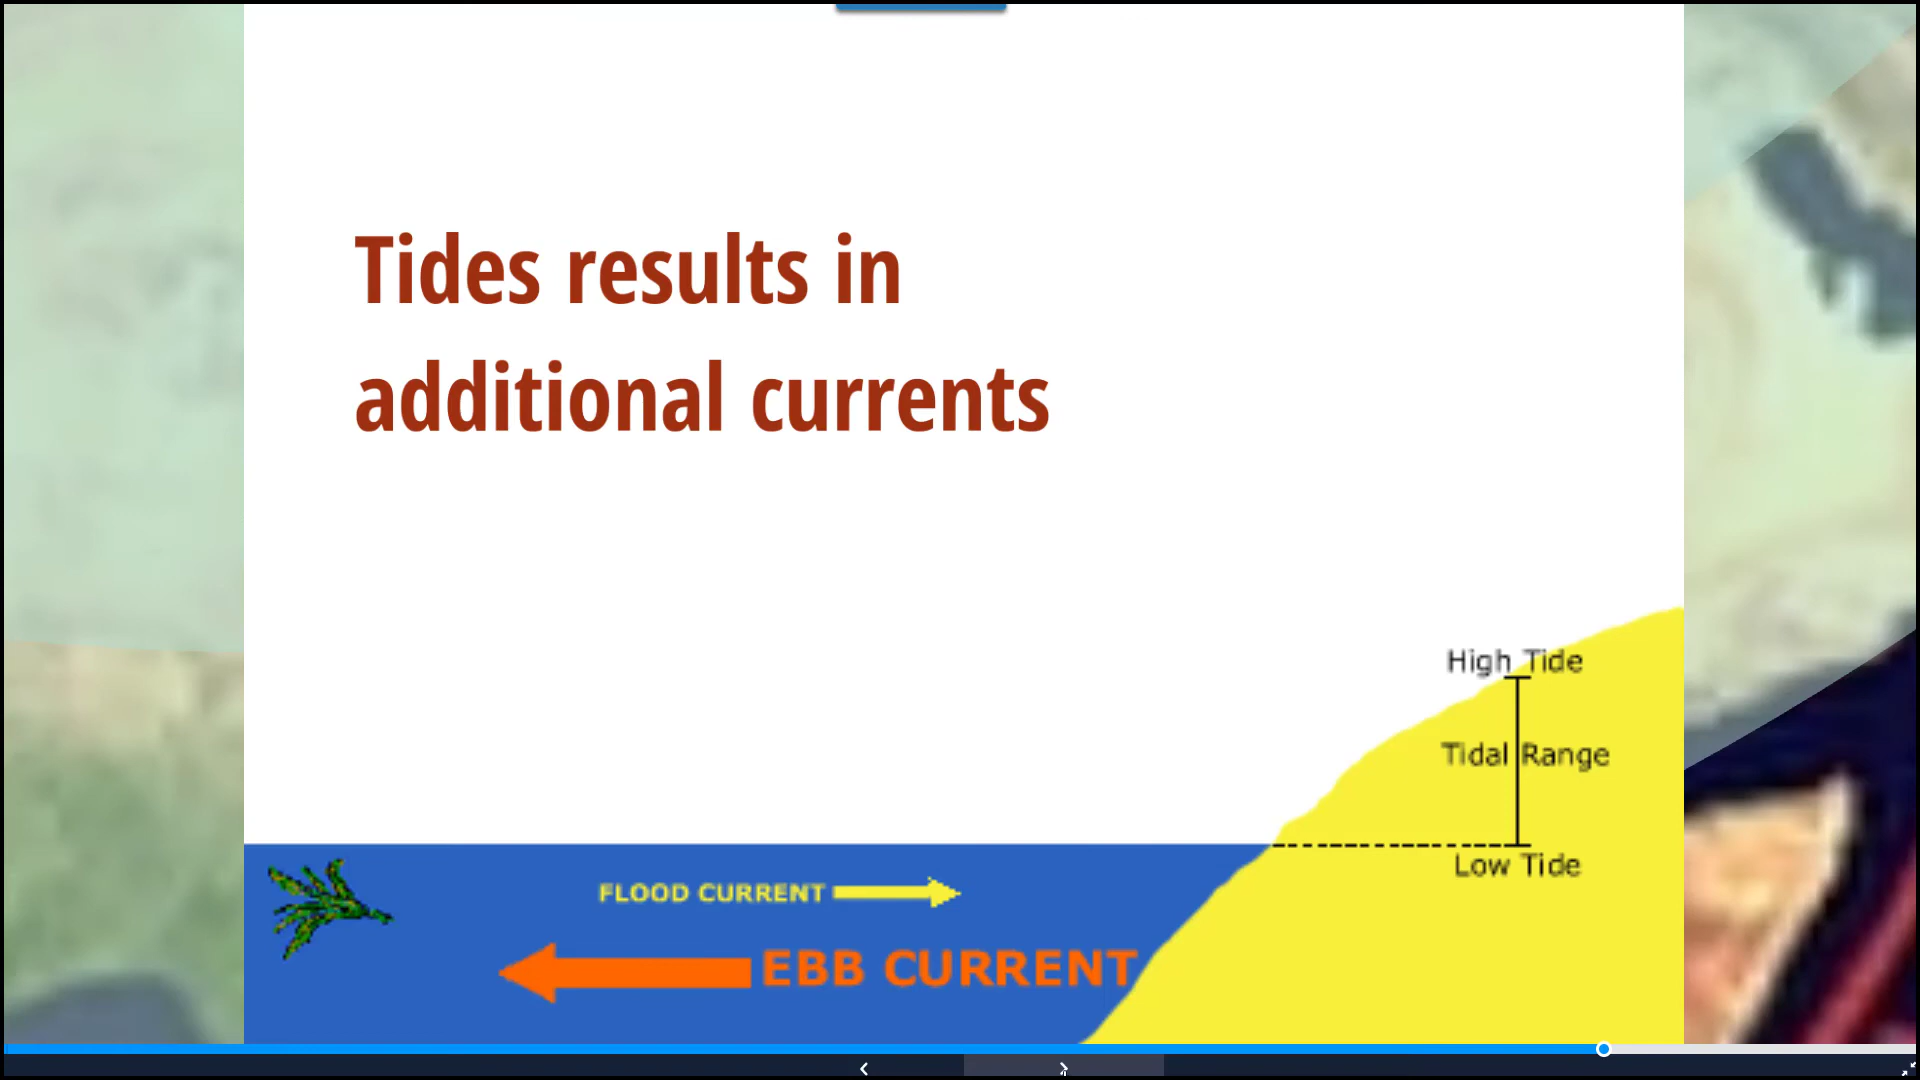 Tides results in
additional currents
High Tide
Tidal Range
Low Tide
FLOOD CURRENT
EBB CURRENT